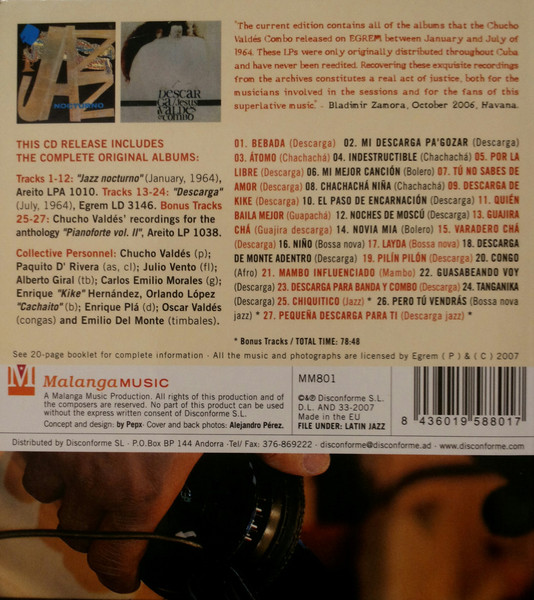 JAZZ
NOCTURNO
DESCAR
GA/JESUS
VALDES
Y COMBO
"The current edition contains all of the albums that the Chucho
Valdés Combo released on EGREM between January and July of
1964. These LPs were only originally distributed throughout Cuba
and have never been reedited. Recovering these exquisite recordings
from the archives constitutes a real act of justice, both for the
musicians involved in the sessions and for the fans of this
superlative music." - Bladimir Zamora, October 2006, Havana.
THIS CD RELEASE INCLUDES
THE COMPLETE ORIGINAL ALBUMS:
Tracks 1-12: "Jazz nocturno" (January, 1964),
Areito LPA 1010. Tracks 13-24: "Descarga"
(July, 1964), Egrem LD 3146. Bonus Tracks
25-27: Chucho Valdés' recordings for the
anthology "Pianoforte vol. II", Areito LP 1038.
Collective Personnel: Chucho Valdés (p);
Paquito D' Rivera (as, cl); Julio Vento (fl);
Alberto Giral (tb); Carlos Emilio Morales (g);
Enrique "Kike" Hernández, Orlando López
"Cachaito" (b); Enrique Plá (d); Oscar Valdés
(congas) and Emilio Del Monte (timbales).
01. BEBADA (Descarga) 02. MI DESCARGA PA'GOZAR (Descarga)
03. ÁTOMO (Chachachá) 04. INDESTRUCTIBLE (Chachachá) 05. POR LA
LIBRE (Descarga) 06. MI MEJOR CANCIÓN (Bolero) 07. TÚ NO SABES DE
AMOR (Descarga) 08. CHACHACHÁ NIÑA (Chachachá) 09. DESCARGA DE
KIKE (Descarga) 10. EL PASO DE ENCARNACIÓN (Descarga) 11. QUIÉN
BAILA MEJOR (Guapachá) 12. NOCHES DE MOSCÚ (Descarga) 13. GUAJIRA
CHÁ (Guajira descarga) 14. NOVIA MIA (Bolero) 15. VARADERO CHÁ
(Descarga) 16. NIÑO (Bossa nova) 17. LAYDA (Bossa nova) 18. DESCARGA
DE MONTE ADENTRO (Descarga) 19. PILÍN PILÓN (Descarga) 20. CONGO
(Afro) 21. MAMBO INFLUENCIADO (Mambo) 22. GUASABEANDO VOY
(Descarga) 23. DESCARGA PARA BANDA Y COMBO (Descarga) 24. TANGANIKA
(Descarga) 25. CHIQUITICO (Jazz) * 26. PERO TÚ VENDRÁS (Bossa nova
jazz) * 27. PEQUEÑA DESCARGA PARA TI (Descarga jazz) *
* Bonus Tracks / TOTAL TIME: 78:48
See 20-page booklet for complete information - All the music and photographs are licensed by Egrem ( P ) & ( C ) 2007
M
Malanga MUSIC
A Malanga Music Production. All rights of this production and of
the composers are reserved. No part of this product can be used
without the express written consent of Disconforme S.L.
Concept and design: by Pepx· Cover and back photos: Alejandro Pérez.
MM801
©&℗ Disconforme S.L.
D.L. AND 33-2007
Made in the EU
FILE UNDER: LATIN JAZZ
8 436019 588017
Distributed by Disconforme SL - P.O.Box BP 144 Andorra -Tel/ Fax: 376-869222 - disconforme@disconforme.ad - www.disconforme.com